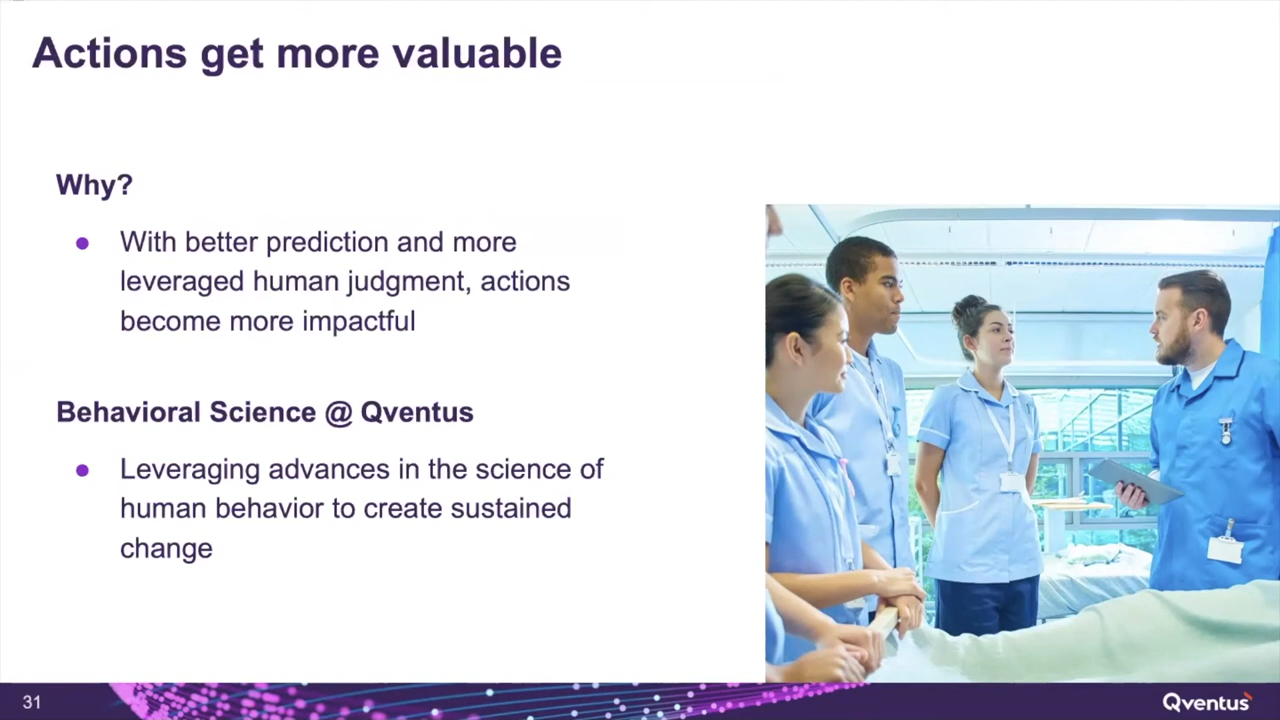 Actions get more valuable
Why?
● With better prediction and more
leveraged human judgment, actions
become more impactful
Behavioral Science @ Qventus
● Leveraging advances in the science of
human behavior to create sustained
change
31
Qventus